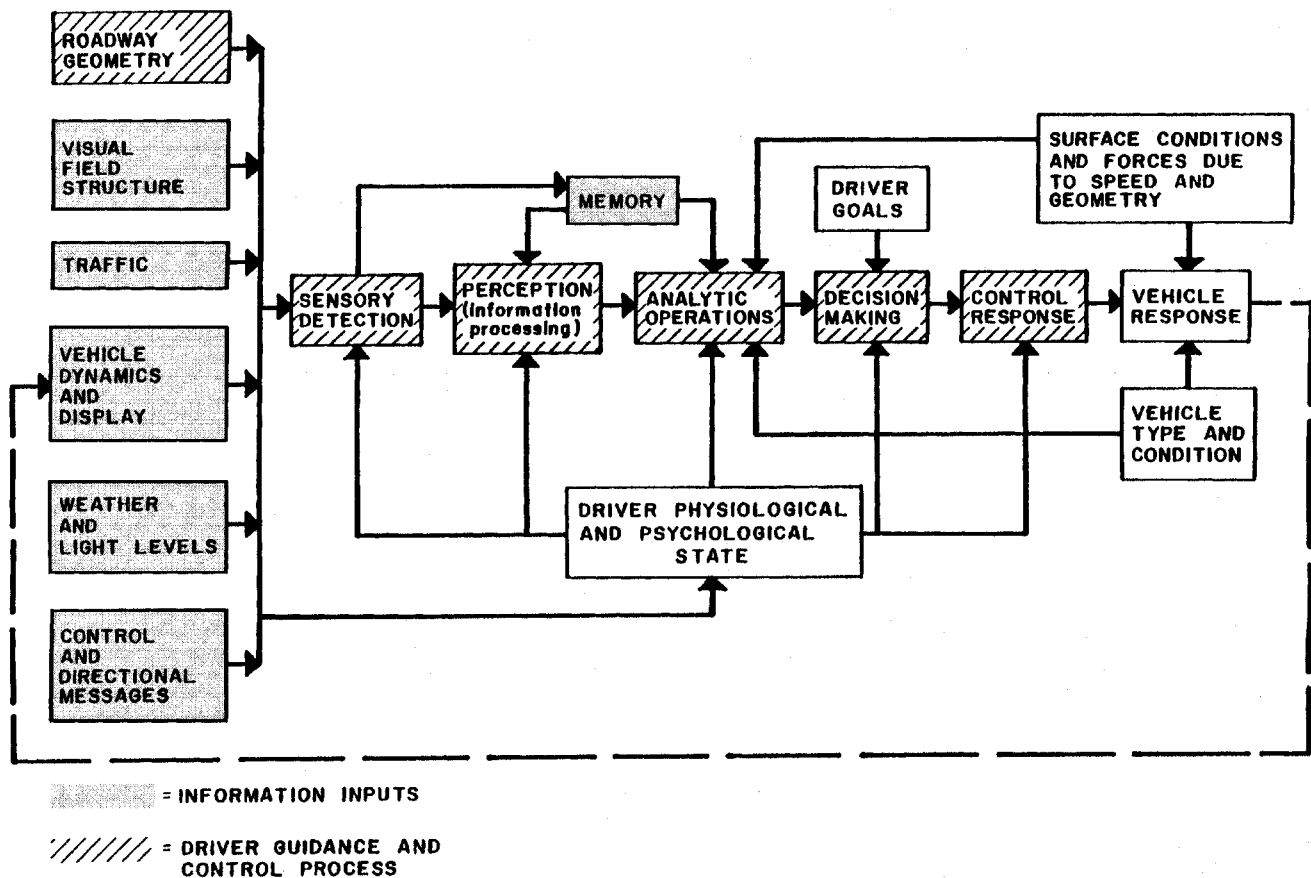 ROADWAY
GEOMETRY
VISUAL
FIELD
STRUCTURE
TRAFFIC
VEHICLE
DYNAMICS
AND
DISPLAY
WEATHER
AND
LIGHT LEVELS
CONTROL
AND
DIRECTIONAL
MESSAGES
SENSORY
DETECTION
MEMORY
PERCEPTION
(information
processing)
ANALYTIC
OPERATIONS
DRIVER
GOALS
DECISION
MAKING
CONTROL
RESPONSE
SURFACE CONDITIONS
AND FORCES DUE
TO SPEED AND
GEOMETRY
VEHICLE
RESPONSE
VEHICLE
TYPE AND
CONDITION
DRIVER PHYSIOLOGICAL
AND PSYCHOLOGICAL
STATE
= INFORMATION INPUTS
= DRIVER GUIDANCE AND
CONTROL PROCESS